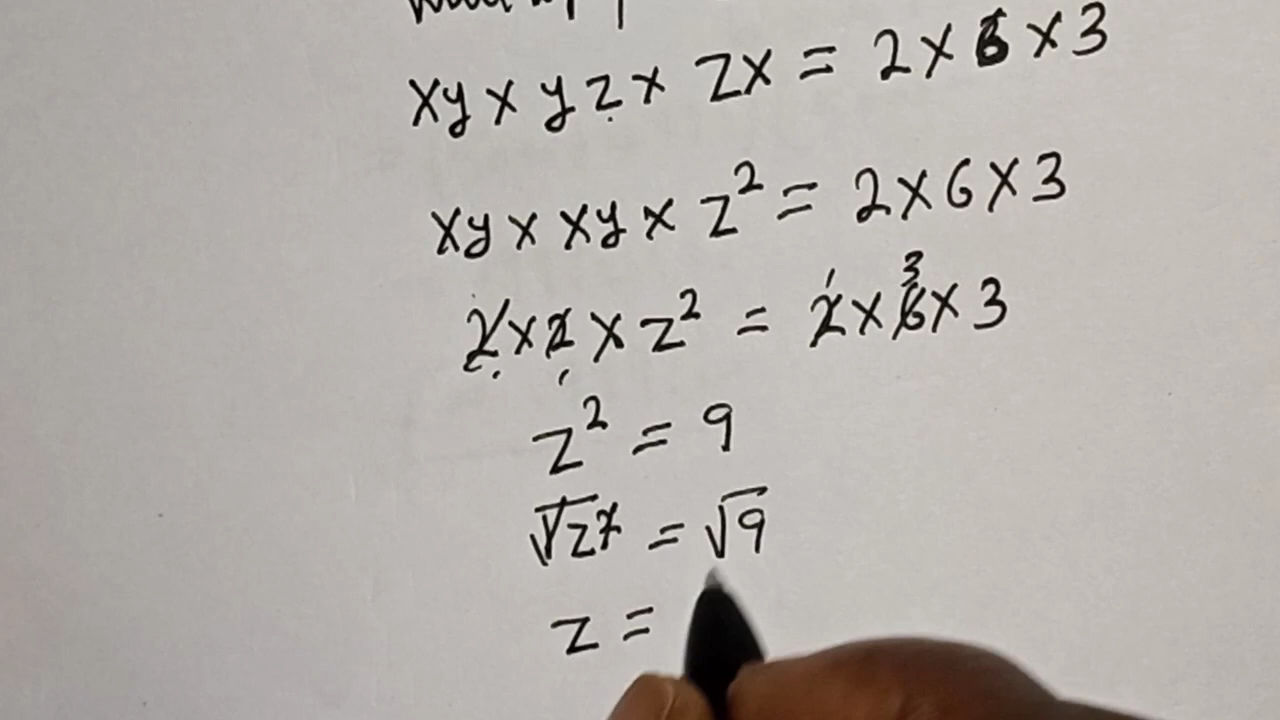 xy × yz × zx = 2 × 6 × 3
xy × xy × z² = 2 × 6 × 3
2 × 2 × z² = 2 × 6 × 3
z² = 9
√z² = √9
z =